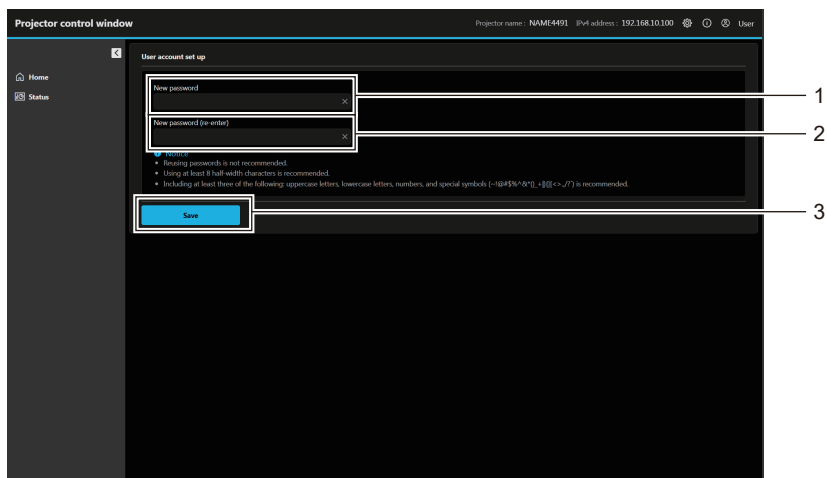 Projector control window
Projector name : NAME4491 IPv4 address : 192.168.10.100 User
User account set up
Home
Status
New password
1
New password (re-enter)
2
Notice
Reusing passwords is not recommended.
Using at least 8 half-width characters is recommended.
Including at least three of the following: uppercase letters, lowercase letters, numbers, and special symbols is recommended.
Save
3